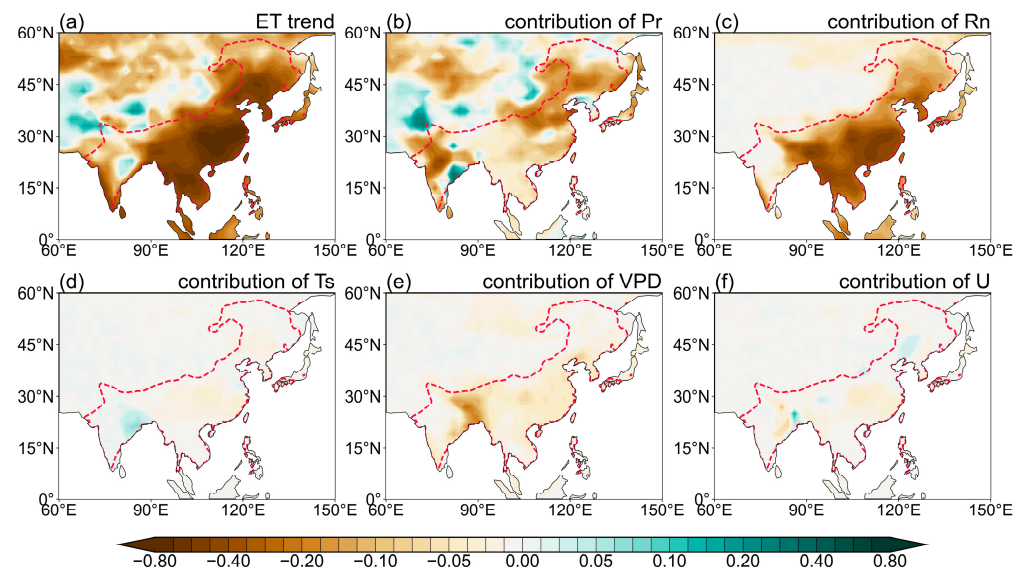 (a) ET trend
(b) contribution of Pr
(c) contribution of Rn
60°N 60°N 60°N
45°N 45°N 45°N
30°N 30°N 30°N
15°N 15°N 15°N
0° 0° 0°
60°E 90°E 120°E 150°E 60°E 90°E 120°E 150°E 60°E 90°E 120°E 150°E
(d) contribution of Ts
(e) contribution of VPD
(f) contribution of U
60°N 60°N 60°N
45°N 45°N 45°N
30°N 30°N 30°N
15°N 15°N 15°N
0° 0° 0°
60°E 90°E 120°E 150°E 60°E 90°E 120°E 150°E 60°E 90°E 120°E 150°E
−0.80 −0.40 −0.20 −0.10 −0.05 0.00 0.05 0.10 0.20 0.40 0.80